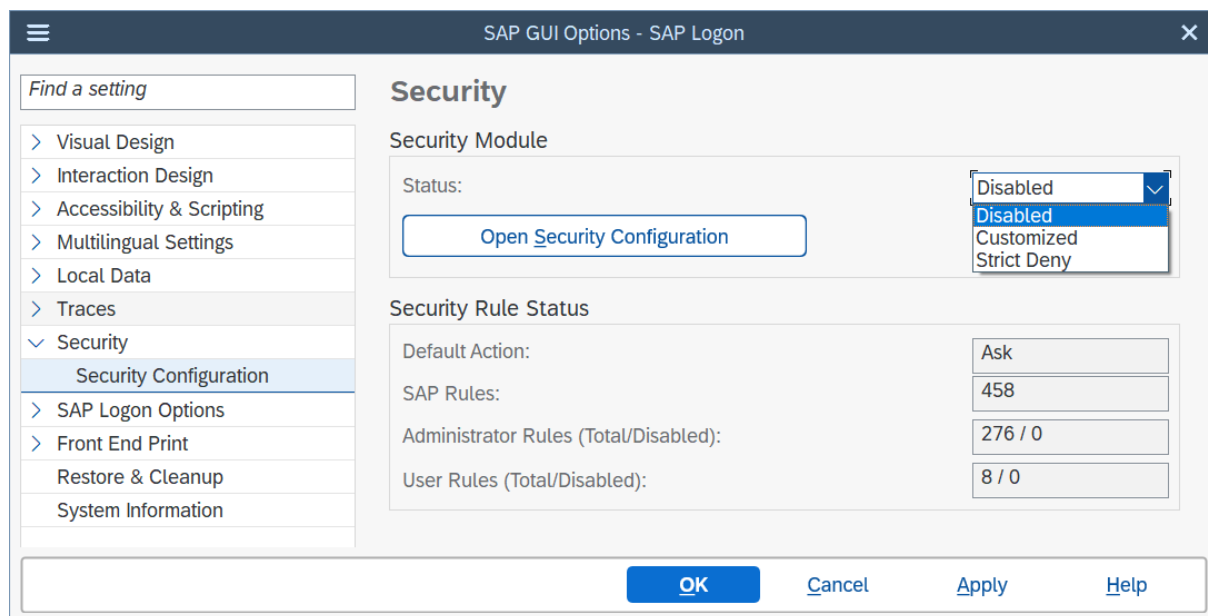 SAP GUI Options - SAP Logon
Find a setting
Visual Design
Interaction Design
Accessibility & Scripting
Multilingual Settings
Local Data
Traces
Security
Security Configuration
SAP Logon Options
Front End Print
Restore & Cleanup
System Information
Security
Security Module
Status:
Disabled
Disabled
Customized
Strict Deny
Open Security Configuration
Security Rule Status
Default Action:
Ask
SAP Rules:
458
Administrator Rules (Total/Disabled):
276 / 0
User Rules (Total/Disabled):
8 / 0
OK
Cancel
Apply
Help